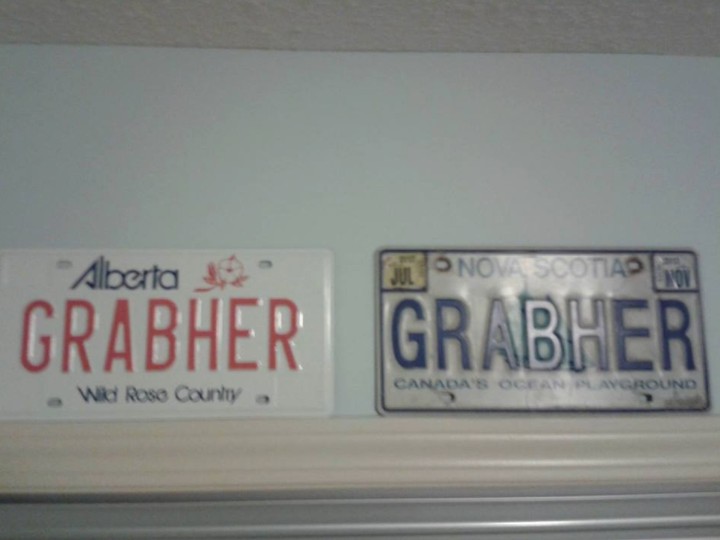 Alberta
GRABHER
Wild Rose Country
JUL
NOVA SCOTIA
NOV
GRABHER
CANADA'S OCEAN PLAYGROUND